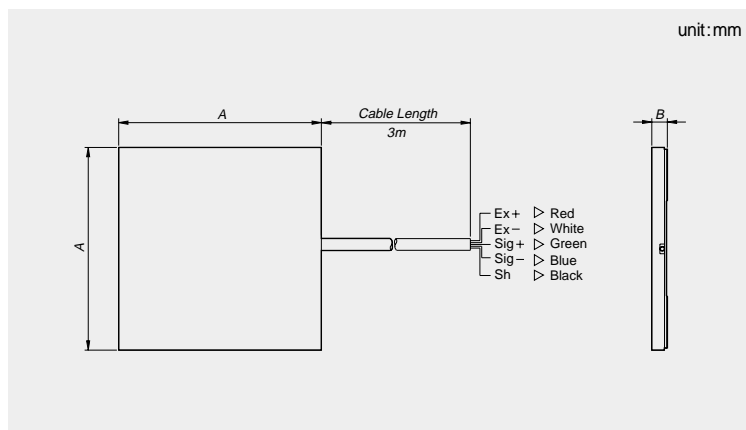 unit:mm
A
Cable Length
3m
B
A
Ex+ ▷ Red
Ex− ▷ White
Sig+ ▷ Green
Sig− ▷ Blue
Sh ▷ Black